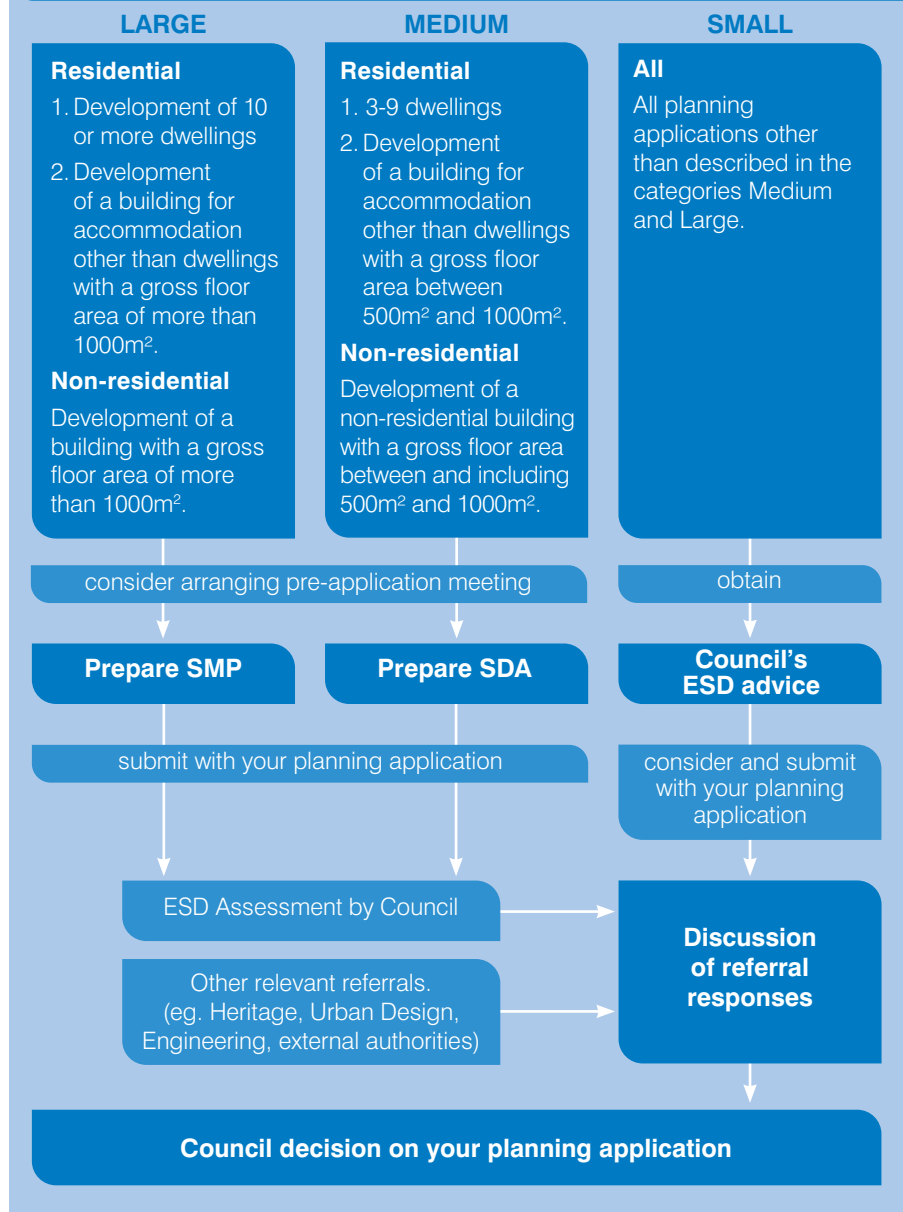 LARGE
Residential
1. Development of 10
or more dwellings
2. Development
of a building for
accommodation
other than dwellings
with a gross floor
area of more than
1000m².
Non-residential
Development of a
building with a gross
floor area of more
than 1000m².
MEDIUM
Residential
1. 3-9 dwellings
2. Development
of a building for
accommodation
other than dwellings
with a gross floor
area between
500m² and 1000m².
Non-residential
Development of a
non-residential building
with a gross floor area
between and including
500m² and 1000m².
SMALL
All
All planning
applications other
than described in the
categories Medium
and Large.
consider arranging pre-application meeting
obtain
Prepare SMP
Prepare SDA
Council's
ESD advice
submit with your planning application
consider and submit
with your planning
application
ESD Assessment by Council
Other relevant referrals.
(eg. Heritage, Urban Design,
Engineering, external authorities)
Discussion
of referral
responses
Council decision on your planning application